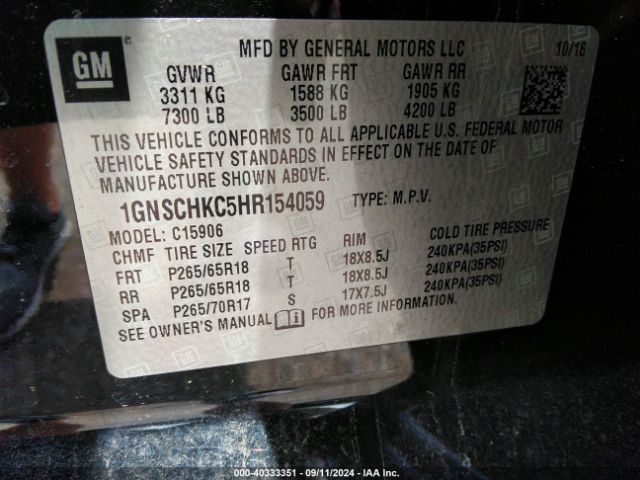 GM
MFD BY GENERAL MOTORS LLC 10/16
GVWR GAWR FRT GAWR RR
3311 KG 1588 KG 1905 KG
7300 LB 3500 LB 4200 LB
THIS VEHICLE CONFORMS TO ALL APPLICABLE U.S. FEDERAL MOTOR
VEHICLE SAFETY STANDARDS IN EFFECT ON THE DATE OF
MANUFACTURE SHOWN ABOVE.
1GNSCHKC5HR154059 TYPE: M.P.V.
MODEL: C15906
CHMF TIRE SIZE SPEED RTG RIM COLD TIRE PRESSURE
FRT P265/65R18 T 18X8.5J 240KPA(35PSI)
RR P265/65R18 T 18X8.5J 240KPA(35PSI)
SPA P265/70R17 S 17X7.5J 240KPA(35PSI)
SEE OWNER'S MANUAL FOR MORE INFORMATION.
000-40333351 - 09/11/2024 - IAA Inc.